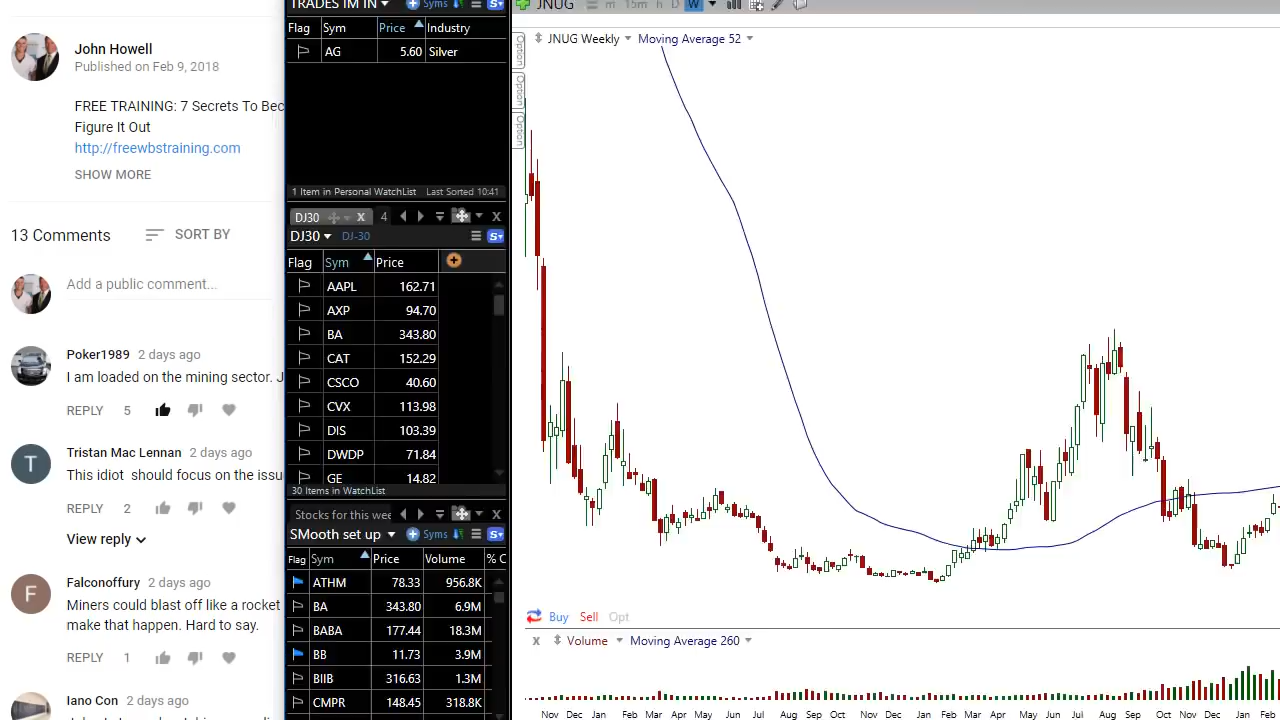 John Howell
Published on Feb 9, 2018
FREE TRAINING: 7 Secrets To Bec
Figure It Out
http://freewbstraining.com
SHOW MORE
13 Comments
SORT BY
Add a public comment...
Poker1989 2 days ago
I am loaded on the mining sector. J
REPLY 5
Tristan Mac Lennan 2 days ago
This idiot should focus on the issu
REPLY 2
View reply
Falconoffury 2 days ago
Miners could blast off like a rocket
make that happen. Hard to say.
REPLY 1
Iano Con 2 days ago
TRADES IM IN Syms
Flag Sym Price Industry
AG 5.60 Silver
1 Item in Personal WatchList Last Sorted 10:41
DJ30 4
DJ30 DJ-30
Flag Sym Price
AAPL 162.71
AXP 94.70
BA 343.80
CAT 152.29
CSCO 40.60
CVX 113.98
DIS 103.39
DWDP 71.84
GE 14.82
30 Items in WatchList
Stocks for this wee
SMooth set up Syms
Flag Sym Price Volume % C
ATHM 78.33 956.8K
BA 343.80 6.9M
BABA 177.44 18.3M
BB 11.73 3.9M
BIIB 316.63 1.3M
CMPR 148.45 318.8K
JNUG m 15m h D W
JNUG Weekly Moving Average 52
Option
Option
Option
Buy Sell Opt
Volume Moving Average 260
Nov Dec Jan Feb Mar Apr May Jun Jul Aug Sep Oct Nov Dec Jan Feb Mar Apr May Jun Jul Aug Sep Oct Nov Dec Jan Feb